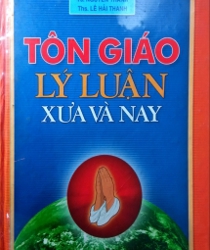 Ths. LÊ HẢI THANH
TÔN GIÁO
LÝ LUẬN
XƯA VÀ NAY